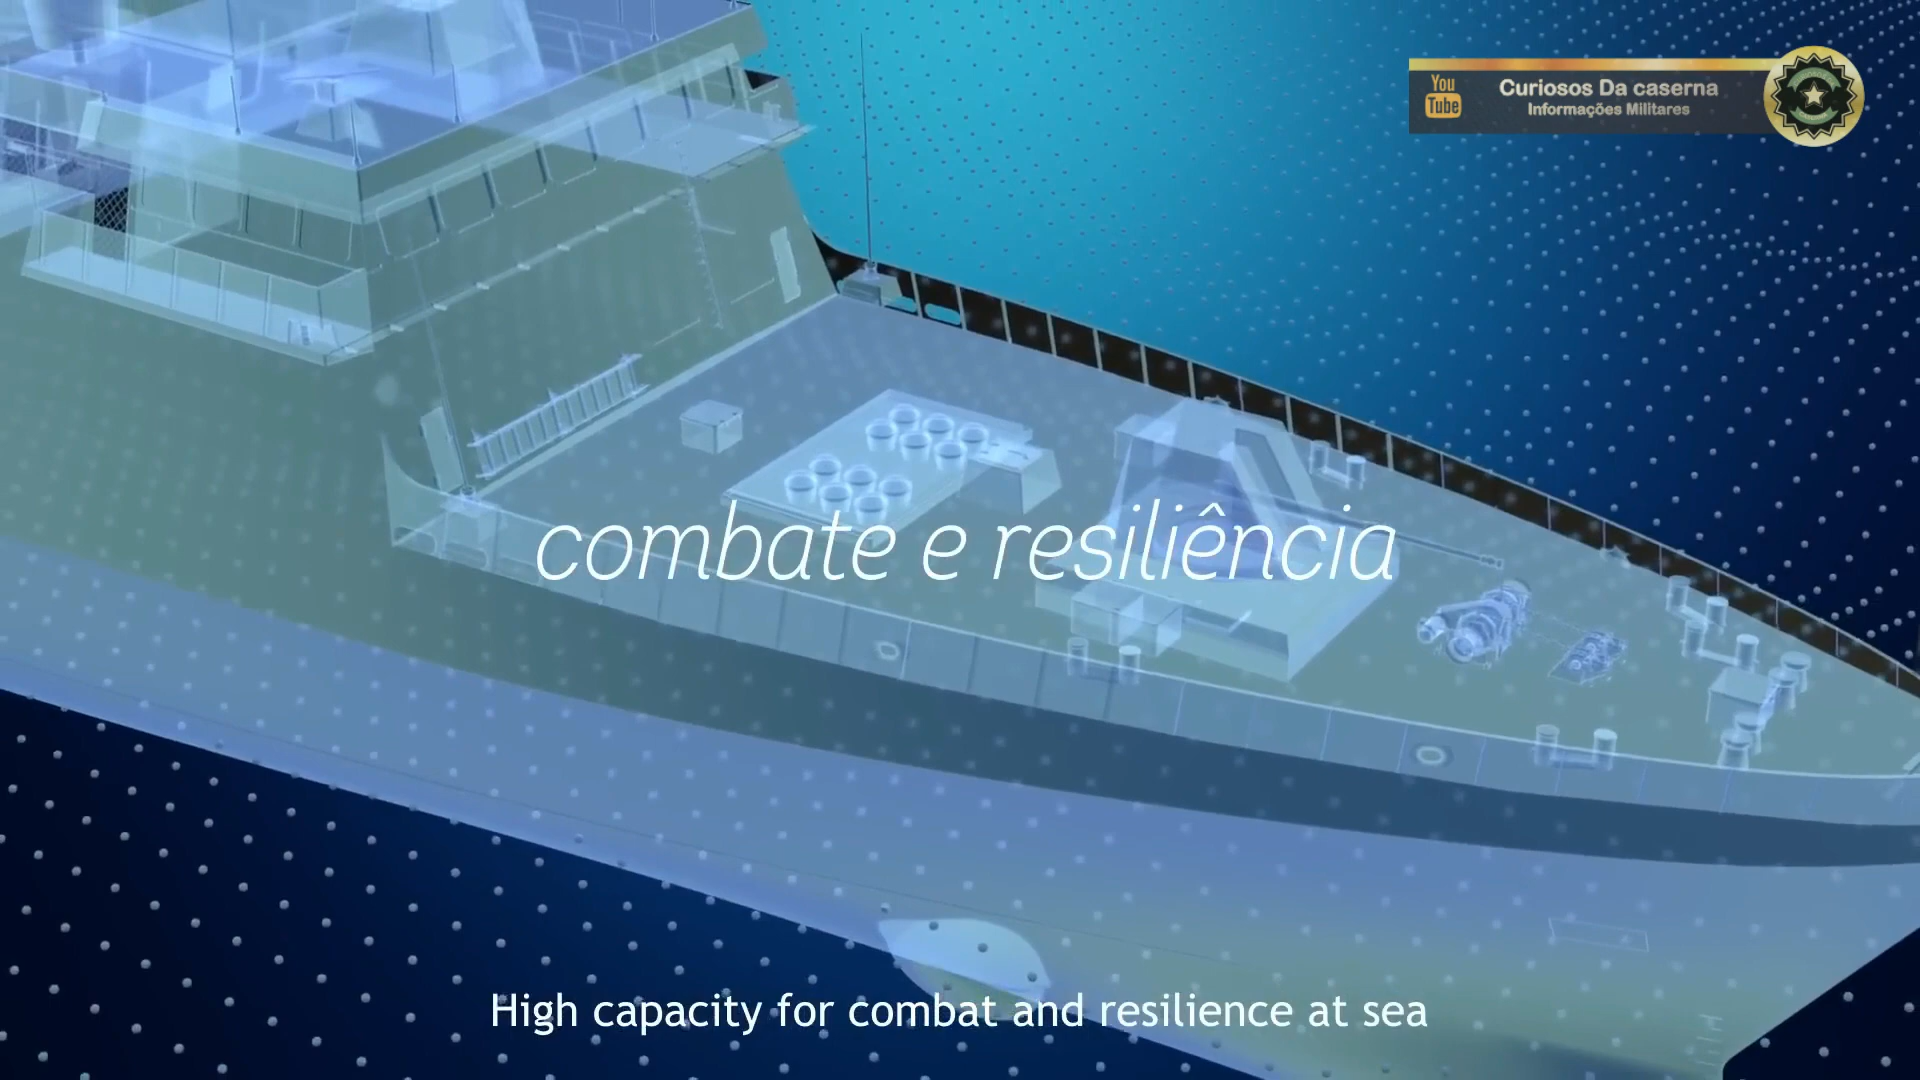 You
Tube
Curiosos Da caserna
Informações Militares
combate e resiliência
High capacity for combat and resilience at sea